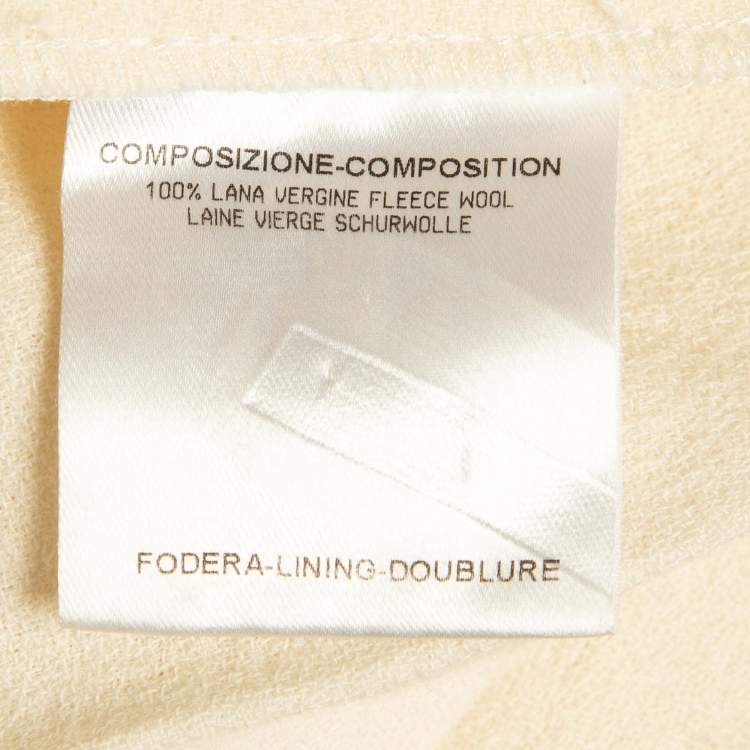 COMPOSIZIONE-COMPOSITION
100% LANA VERGINE FLEECE WOOL
LAINE VIERGE SCHURWOLLE
FODERA-LINING-DOUBLURE